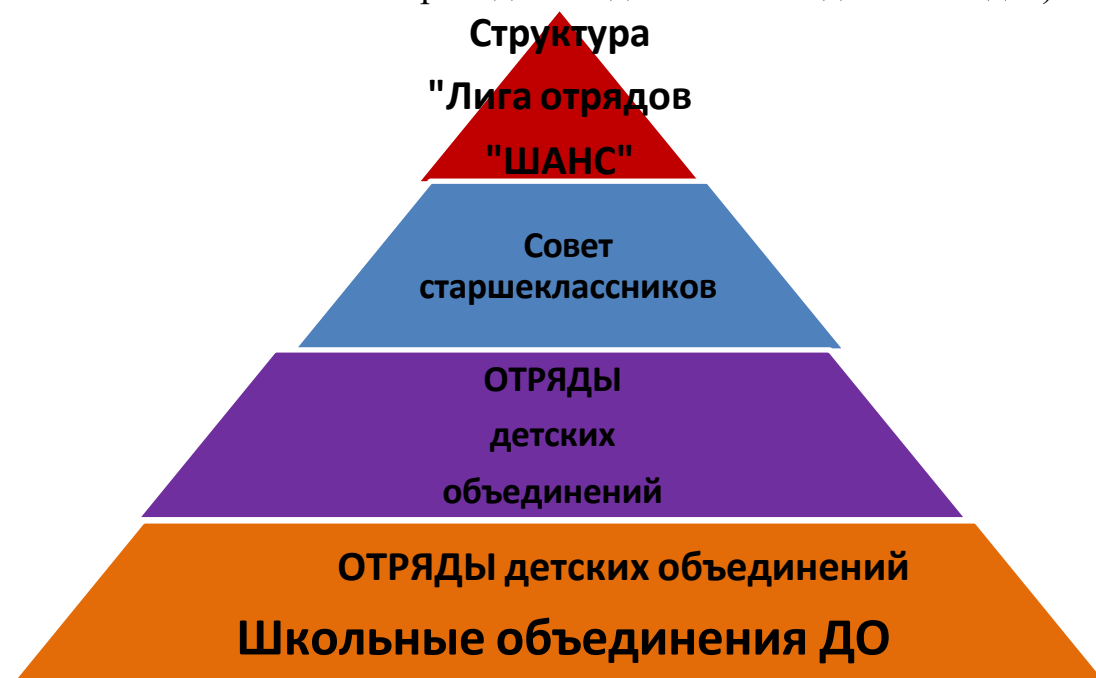 Структура
"Лига отрядов
"ШАНС"
Совет
старшеклассников
ОТРЯДЫ
детских
объединений
ОТРЯДЫ детских объединений
Школьные объединения ДО